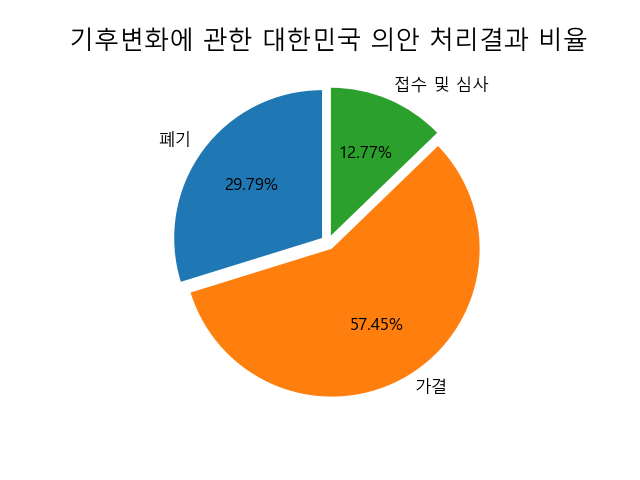 기후변화에 관한 대한민국 의안 처리결과 비율
접수 및 심사
폐기
12.77%
29.79%
57.45%
가결